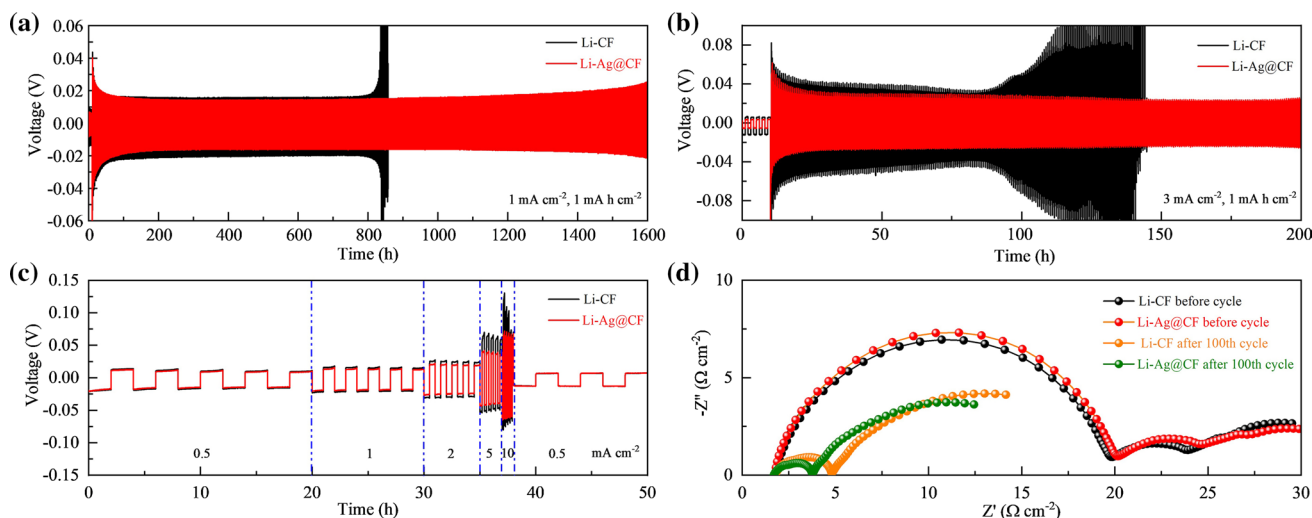 (a)
0.06
0.04
0.02
0.00
-0.02
-0.04
-0.06
Voltage (V)
Li-CF
Li-Ag@CF
1 mA cm-2, 1 mA h cm-2
0 200 400 600 800 1000 1200 1400 1600
Time (h)
(b)
0.08
0.04
0.00
-0.04
-0.08
Voltage (V)
Li-CF
Li-Ag@CF
3 mA cm-2, 1 mA h cm-2
0 25 50 75 100 125 150 175 200
Time (h)
(c)
0.15
0.10
0.05
0.00
-0.05
-0.10
-0.15
Voltage (V)
Li-CF
Li-Ag@CF
0.5 1 2 5 10 0.5 mA cm-2
0 10 20 30 40 50
Time (h)
(d)
10
5
0
-Z'' (Ω cm-2)
Li-CF before cycle
Li-Ag@CF before cycle
Li-CF after 100th cycle
Li-Ag@CF after 100th cycle
0 5 10 15 20 25 30
Z' (Ω cm-2)